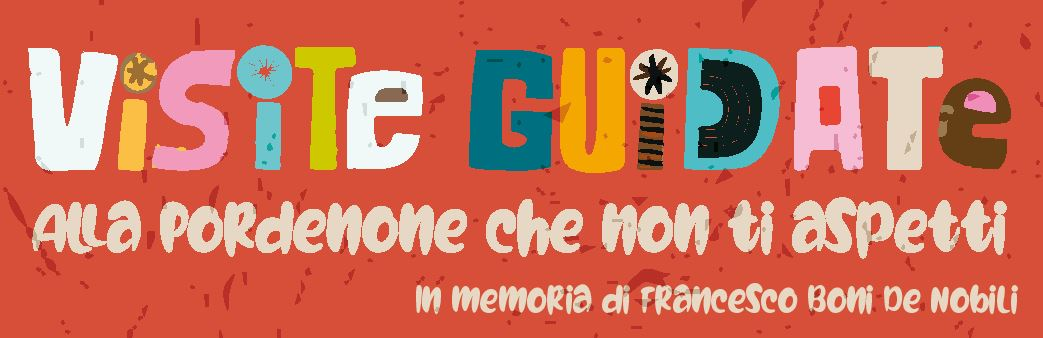 VISITE GUIDATE
Alla Pordenone che non ti aspetti
In memoria di Francesco Boni De Nobili